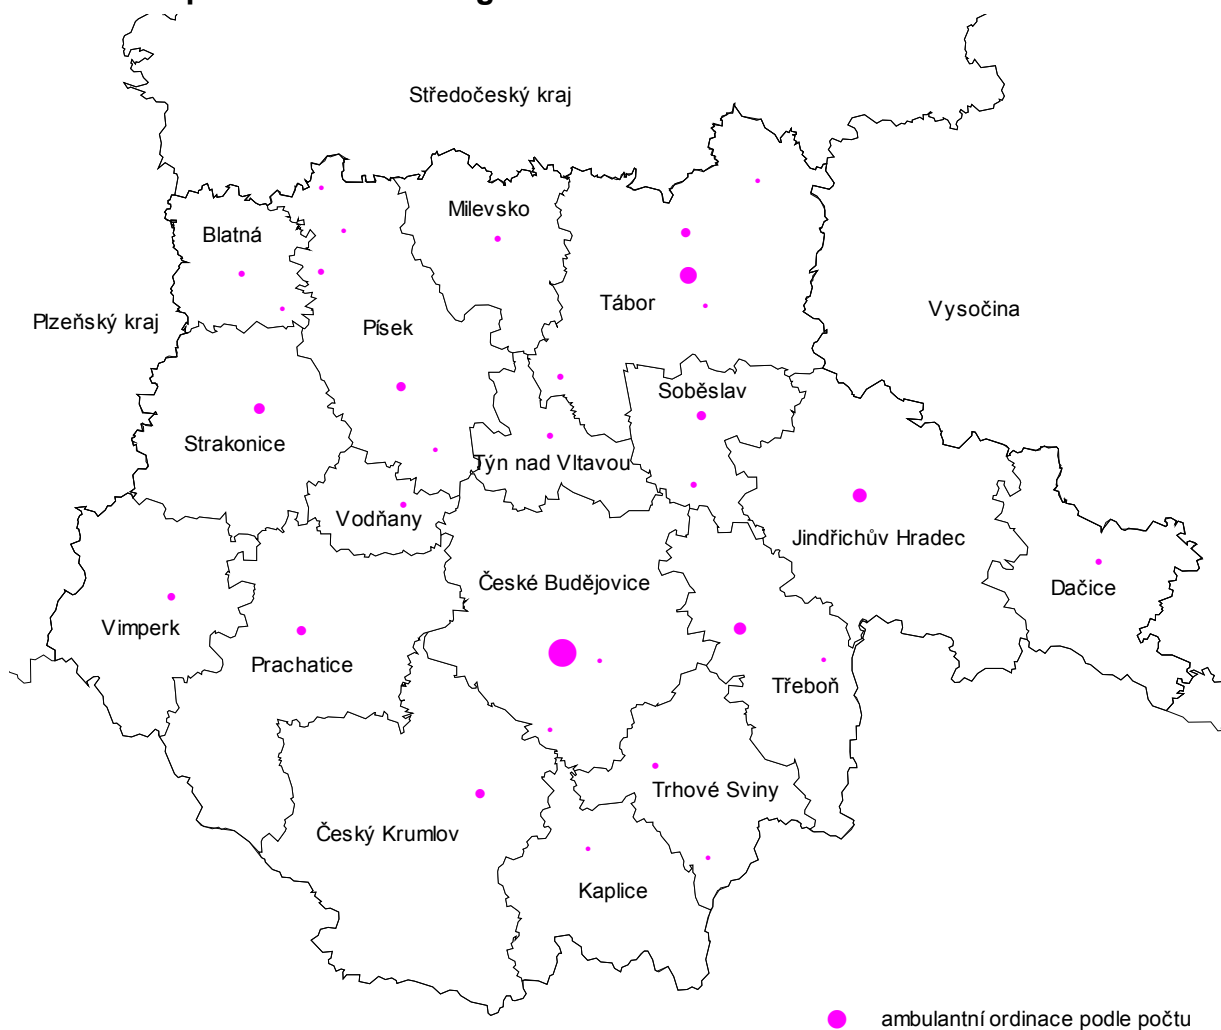 Středočeský kraj
Milevsko
Blatná
Tábor
Vysočina
Plzeňský kraj
Písek
Soběslav
Strakonice
Týn nad Vltavou
Vodňany
Jindřichův Hradec
České Budějovice
Dačice
Vimperk
Prachatice
Třeboň
Trhové Sviny
Český Krumlov
Kaplice
ambulantní ordinace podle počtu